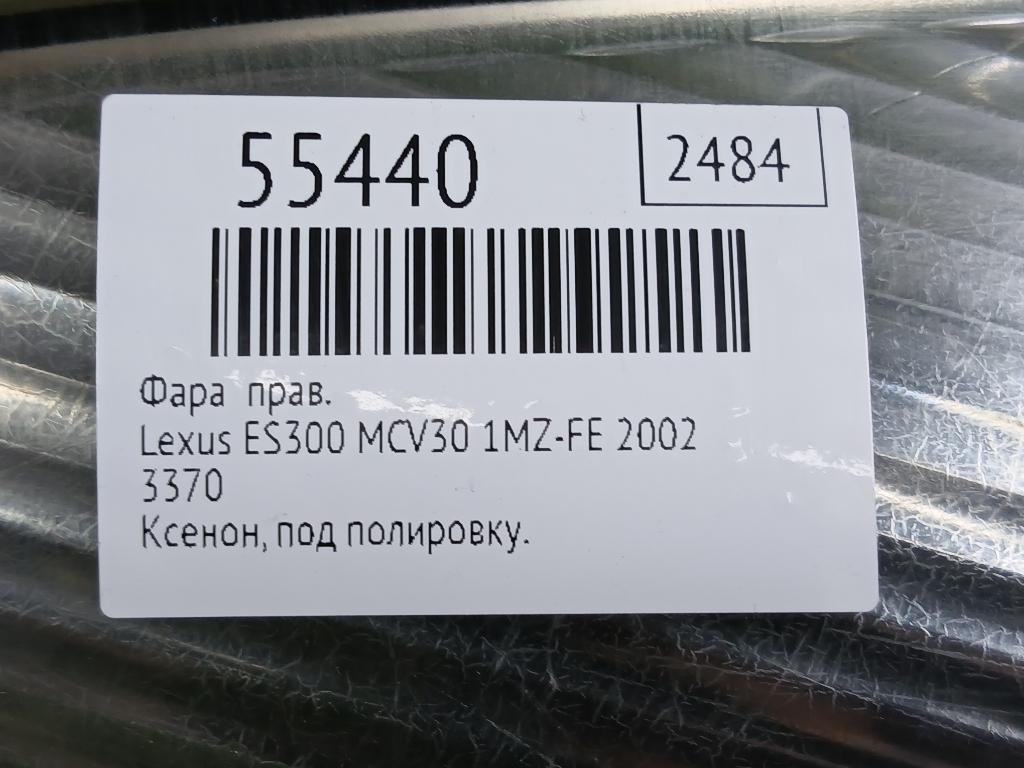 55440
2484
Фара прав.
Lexus ES300 MCV30 1MZ-FE 2002
3370
Ксенон, под полировку.